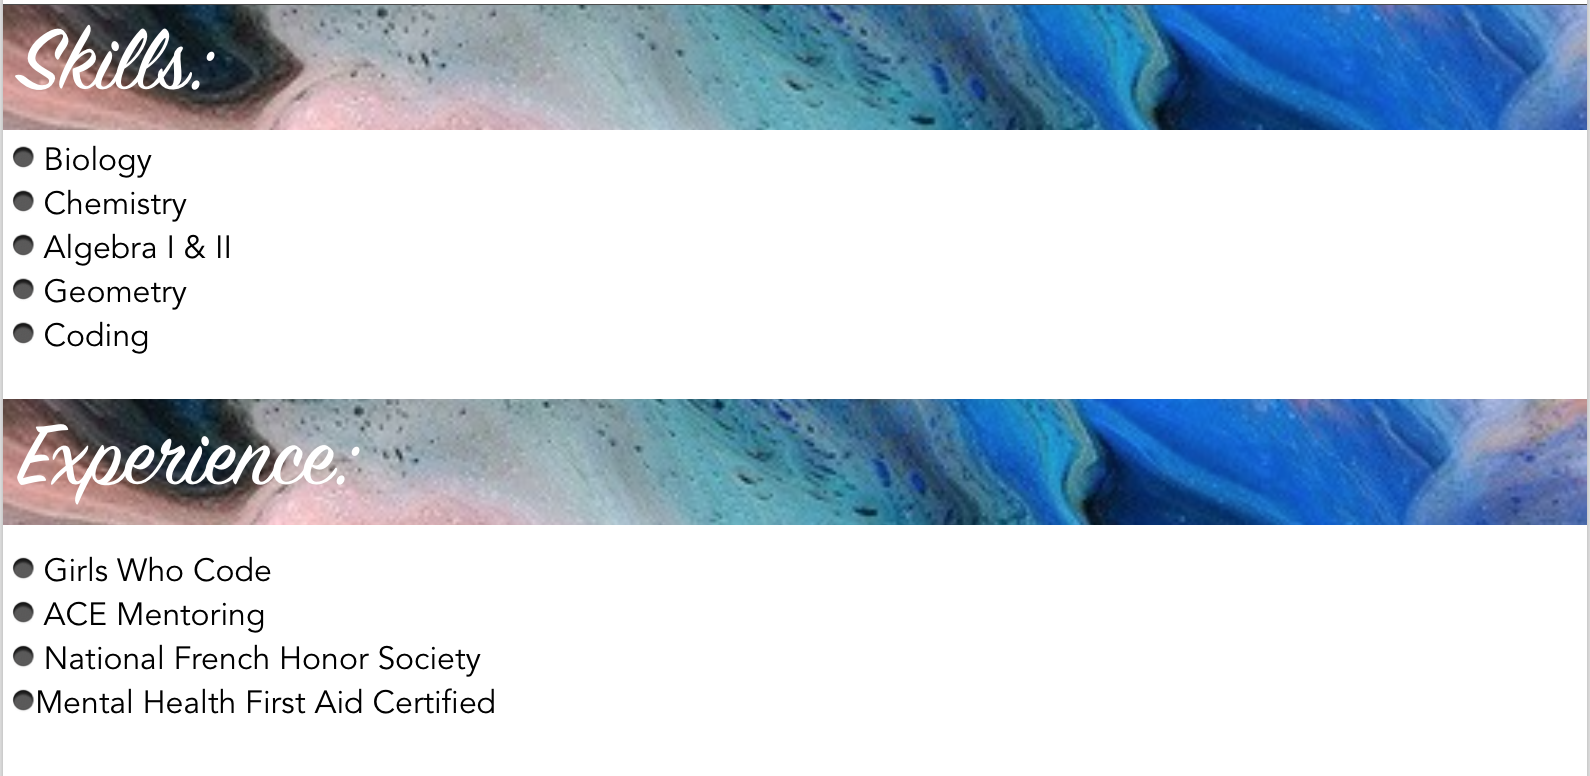 Skills:
Biology
Chemistry
Algebra I & II
Geometry
Coding
Experience:
Girls Who Code
ACE Mentoring
National French Honor Society
Mental Health First Aid Certified